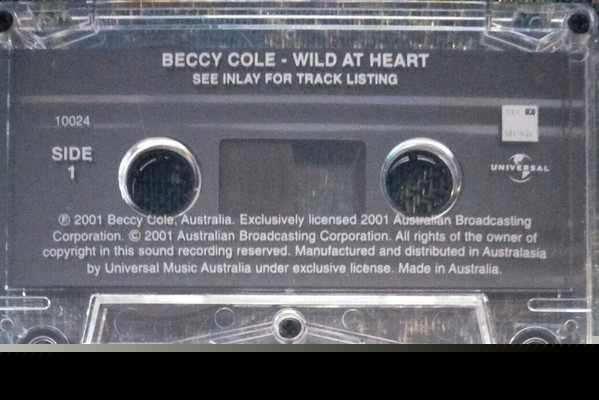 BECCY COLE - WILD AT HEART
SEE INLAY FOR TRACK LISTING
10024
SIDE
1
UNIVERSAL
℗ 2001 Beccy Cole, Australia. Exclusively licensed 2001 Australian Broadcasting
Corporation. © 2001 Australian Broadcasting Corporation. All rights of the owner of
copyright in this sound recording reserved. Manufactured and distributed in Australasia
by Universal Music Australia under exclusive license. Made in Australia.